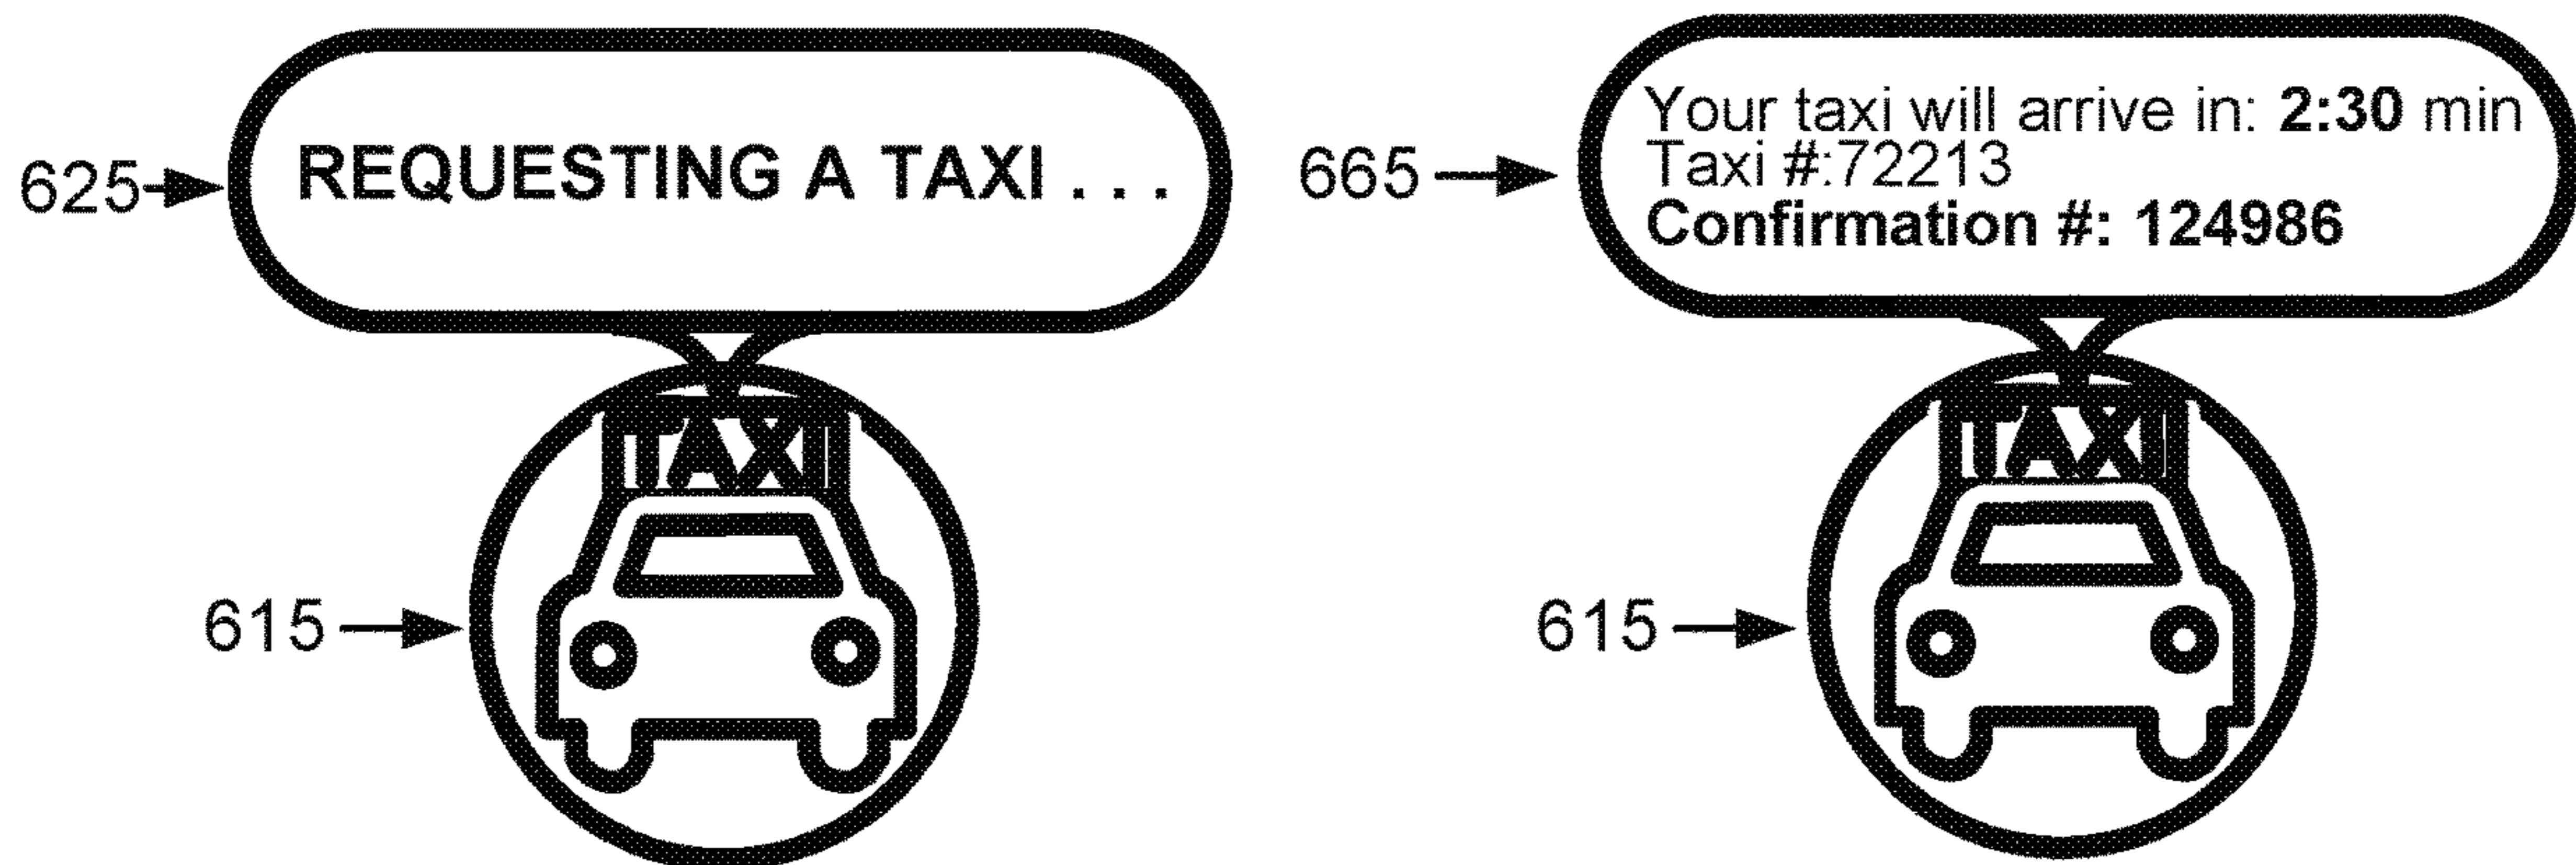 625
REQUESTING A TAXI . . .
TAXI
615
665
Your taxi will arrive in: 2:30 min
Taxi #:72213
Confirmation #: 124986
TAXI
615